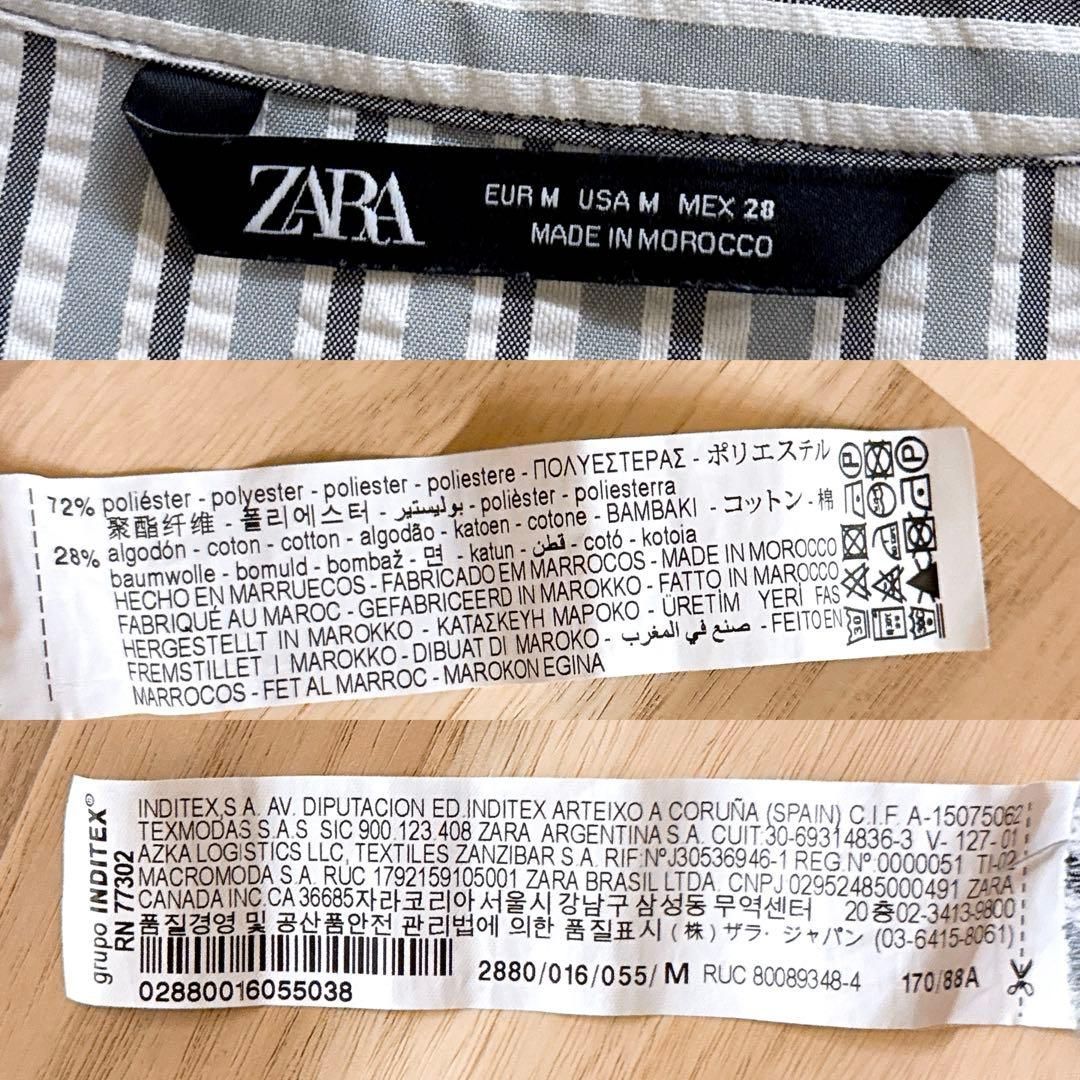 ZARA
EUR M USA M MEX 28
MADE IN MOROCCO
72% poliéster - polyester - poliester - poliestere - ΠΟΛΥΕΣΤΕΡΑΣ - ポリエステル
聚酯纤维 - 폴리에스터 - بوليستير - polièster - poliesterra
28% algodón - coton - cotton - algodão - katoen - cotone - BAMBAKI - コットン - 棉
baumwolle - bomuld - bombaž - 면 - katun - قطن - cotó - kotoia
HECHO EN MARRUECOS - FABRICADO EM MARROCOS - MADE IN MOROCCO
FABRIQUÉ AU MAROC - GEFABRICEERD IN MAROKKO - FATTO IN MAROCCO
HERGESTELLT IN MAROKKO - ΚΑΤΑΣΚΕΥΗ ΜΑΡΟΚΟ - ÜRETİM YERİ FAS
FREMSTILLET I MAROKKO - DIBUAT DI MAROKO - صنع في المغرب - FEITO EN
MARROCOS - FET AL MARROC - MAROKON EGINA
P P
30
grupo INDITEX®
RN 77302
INDITEX,S.A. AV. DIPUTACION ED.INDITEX ARTEIXO A CORUÑA (SPAIN) C.I.F. A-15075062
TEXMODAS S.A.S SIC 900.123.408 ZARA ARGENTINA S.A. CUIT:30-69314836-3 V- 127-01
AZKA LOGISTICS LLC, TEXTILES ZANZIBAR S.A. RIF:NºJ30536946-1 REG.Nº:0000051 TI-02
MACROMODA S.A. RUC 1792159105001 ZARA BRASIL LTDA. CNPJ 02952485000491 ZARA
CANADA INC.CA 36685자라코리아 서울시 강남구 삼성동 무역센터 20층02-3413-9800
품질경영 및 공산품안전 관리법에 의한 품질표시 (株) ザラ・ジャパン (03-6415-8061)
2880/016/055/ M RUC 80089348-4 170/88A
02880016055038